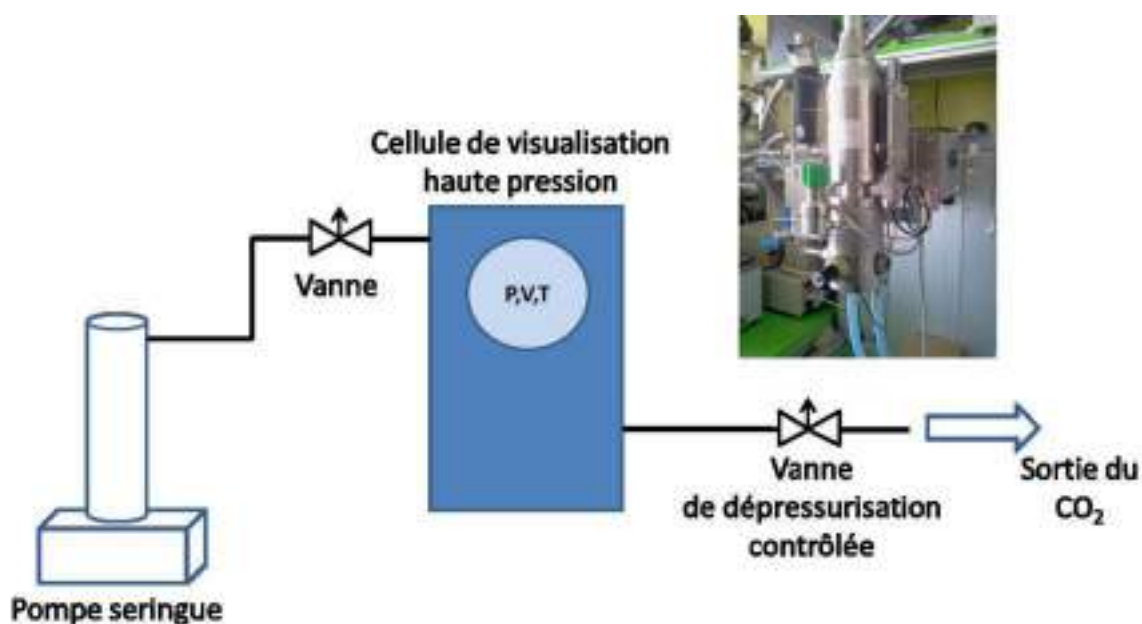 Cellule de visualisation
haute pression
Vanne
P,V,T
Vanne
de dépressurisation
contrôlée
Sortie du
CO₂
Pompe seringue